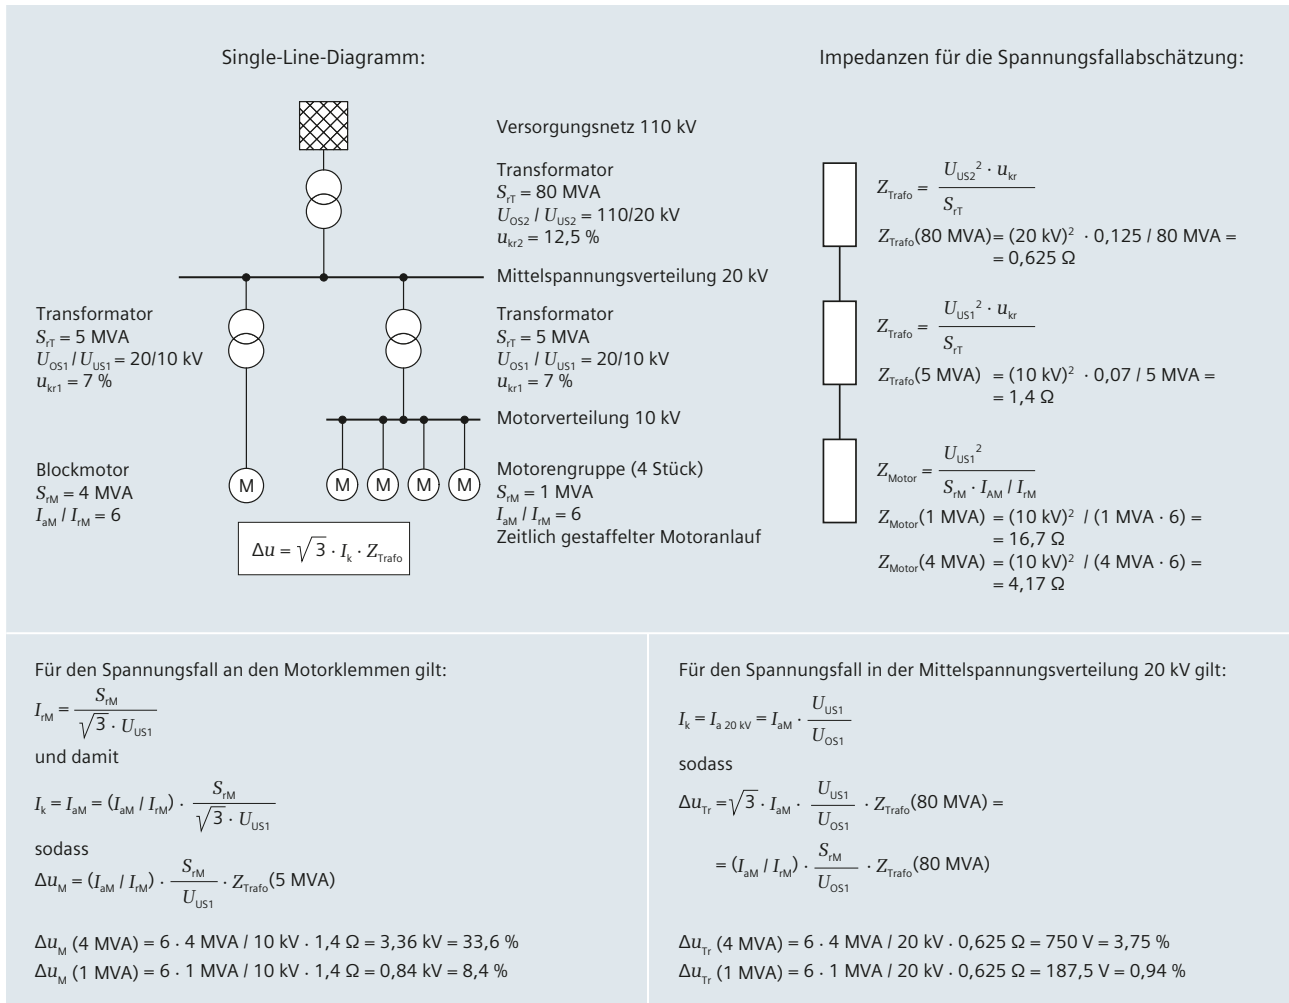 Single-Line-Diagramm:
Versorgungsnetz 110 kV
Transformator
S_rT = 80 MVA
U_OS2 / U_US2 = 110/20 kV
u_kr2 = 12,5 %
Mittelspannungsverteilung 20 kV
Transformator
S_rT = 5 MVA
U_OS1 / U_US1 = 20/10 kV
u_kr1 = 7 %
Transformator
S_rT = 5 MVA
U_OS1 / U_US1 = 20/10 kV
u_kr1 = 7 %
Motorverteilung 10 kV
Blockmotor
S_rM = 4 MVA
I_aM / I_rM = 6
M
M M M M
Motorengruppe (4 Stück)
S_rM = 1 MVA
I_aM / I_rM = 6
Zeitlich gestaffelter Motoranlauf
Δu = √3 · I_k · Z_Trafo
Impedanzen für die Spannungsfallabschätzung:
Z_Trafo = U_US2² · u_kr / S_rT
Z_Trafo(80 MVA) = (20 kV)² · 0,125 / 80 MVA =
= 0,625 Ω
Z_Trafo = U_US1² · u_kr / S_rT
Z_Trafo(5 MVA) = (10 kV)² · 0,07 / 5 MVA =
= 1,4 Ω
Z_Motor = U_US1² / S_rM · I_AM / I_rM
Z_Motor(1 MVA) = (10 kV)² / (1 MVA · 6) =
= 16,7 Ω
Z_Motor(4 MVA) = (10 kV)² / (4 MVA · 6) =
= 4,17 Ω
Für den Spannungsfall an den Motorklemmen gilt:
I_rM = S_rM / √3 · U_US1
und damit
I_k = I_aM = (I_aM / I_rM) · S_rM / √3 · U_US1
sodass
Δu_M = (I_aM / I_rM) · S_rM / U_US1 · Z_Trafo(5 MVA)
Δu_M (4 MVA) = 6 · 4 MVA / 10 kV · 1,4 Ω = 3,36 kV = 33,6 %
Δu_M (1 MVA) = 6 · 1 MVA / 10 kV · 1,4 Ω = 0,84 kV = 8,4 %
Für den Spannungsfall in der Mittelspannungsverteilung 20 kV gilt:
I_k = I_a 20 kV = I_aM · U_US1 / U_OS1
sodass
Δu_Tr = √3 · I_aM · U_US1 / U_OS1 · Z_Trafo(80 MVA) =
= (I_aM / I_rM) · S_rM / U_OS1 · Z_Trafo(80 MVA)
Δu_Tr (4 MVA) = 6 · 4 MVA / 20 kV · 0,625 Ω = 750 V = 3,75 %
Δu_Tr (1 MVA) = 6 · 1 MVA / 20 kV · 0,625 Ω = 187,5 V = 0,94 %